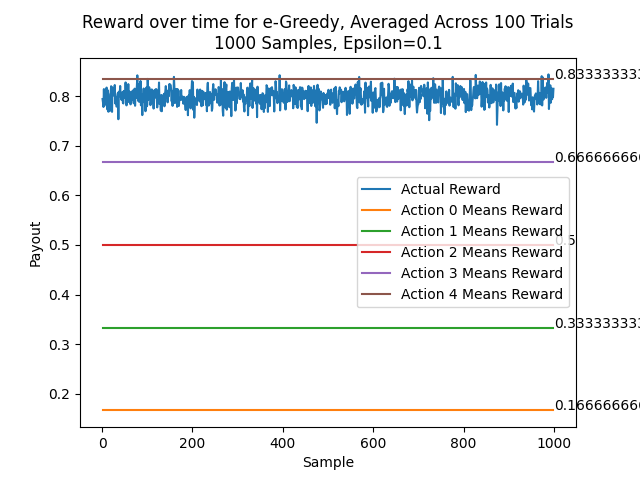 Reward over time for e-Greedy, Averaged Across 100 Trials
1000 Samples, Epsilon=0.1
Payout
0.8
0.7
0.6
0.5
0.4
0.3
0.2
0.833333333
0.666666666
0.5
0.333333333
0.166666666
Actual Reward
Action 0 Means Reward
Action 1 Means Reward
Action 2 Means Reward
Action 3 Means Reward
Action 4 Means Reward
0
200
400
600
800
1000
Sample